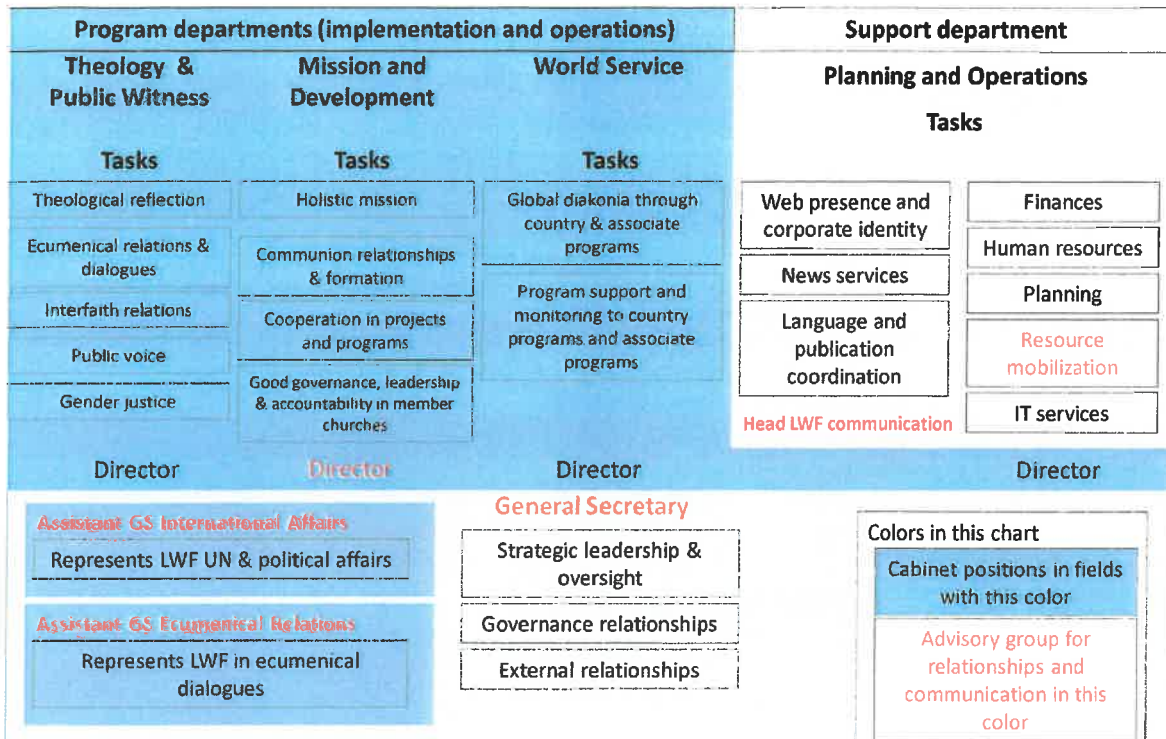 Program departments (implementation and operations)
Support department
Theology &
Public Witness
Tasks
Theological reflection
Ecumenical relations &
dialogues
Interfaith relations
Public voice
Gender justice
Director
Mission and
Development
Tasks
Holistic mission
Communion relationships
& formation
Cooperation in projects
and programs
Good governance, leadership
& accountability in member
churches
Director
World Service
Tasks
Global diakonia through
country & associate
programs
Program support and
monitoring to country
programs and associate
programs
Director
Planning and Operations
Tasks
Web presence and
corporate identity
News services
Language and
publication
coordination
Head LWF communication
Finances
Human resources
Planning
Resource
mobilization
IT services
Director
Assistant GS International Affairs
Represents LWF UN & political affairs
Assistant GS Ecumenical Relations
Represents LWF in ecumenical
dialogues
General Secretary
Strategic leadership &
oversight
Governance relationships
External relationships
Colors in this chart
Cabinet positions in fields
with this color
Advisory group for
relationships and
communication in this
color